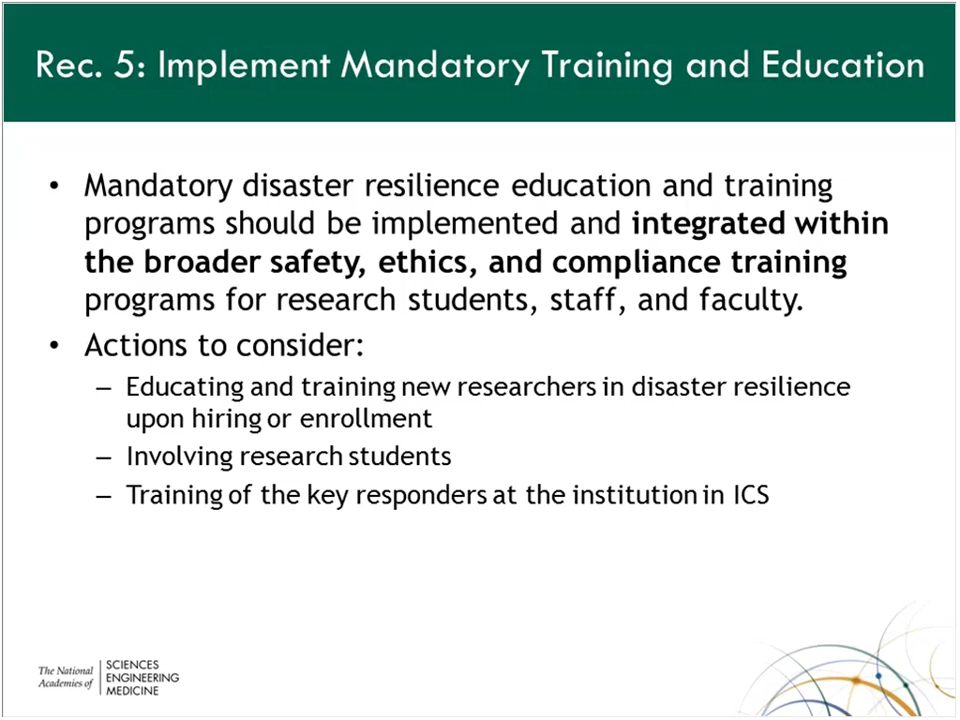 Rec. 5: Implement Mandatory Training and Education
• Mandatory disaster resilience education and training
programs should be implemented and integrated within
the broader safety, ethics, and compliance training
programs for research students, staff, and faculty.
• Actions to consider:
– Educating and training new researchers in disaster resilience
upon hiring or enrollment
– Involving research students
– Training of the key responders at the institution in ICS
The National
Academies of
SCIENCES
ENGINEERING
MEDICINE